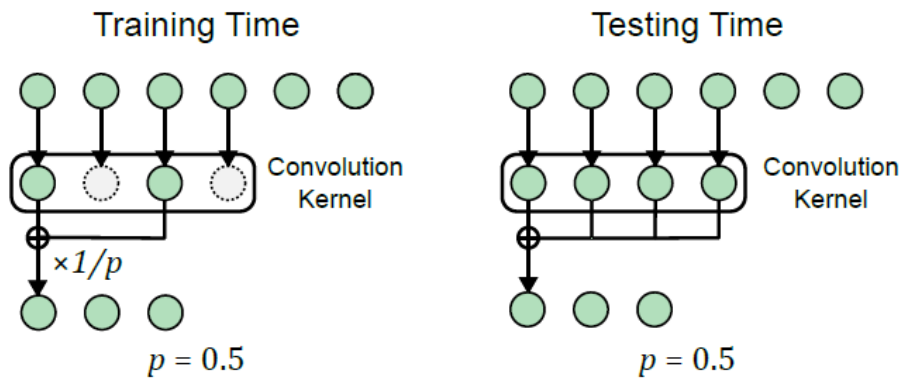 Training Time
Testing Time
Convolution
Kernel
Convolution
Kernel
×1/p
p = 0.5
p = 0.5